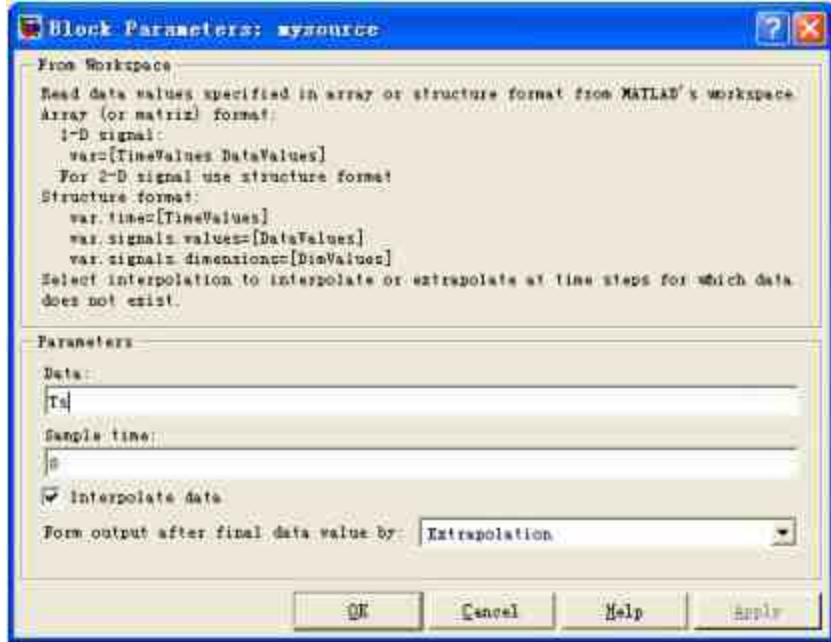 Block Parameters: mysource
From Workspace
Read data values specified in array or structure format from MATLAB's workspace.
Array (or matrix) format:
1-D signal:
var=[TimeValues DataValues]
For 2-D signal use structure format
Structure format:
var.time=[TimeValues]
var.signals.values=[DataValues]
var.signals.dimensions=[DimValues]
Select interpolation to interpolate or extrapolate at time steps for which data
does not exist.
Parameters
Data:
Ts
Sample time:
0
Interpolate data
Form output after final data value by: Extrapolation
OK Cancel Help Apply